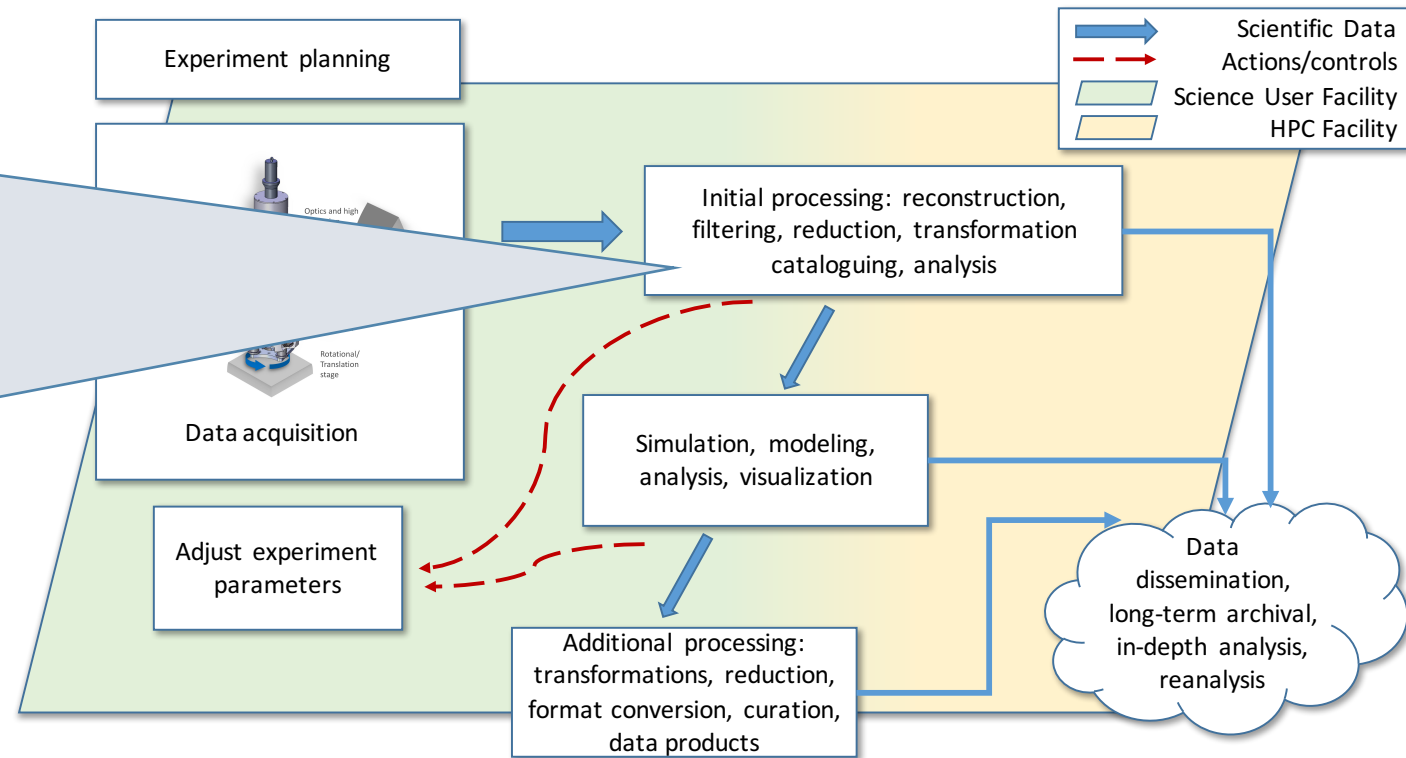 Experiment planning
Scientific Data
Actions/controls
Science User Facility
HPC Facility
Optics and high
Rotational/
Translation
stage
Data acquisition
Initial processing: reconstruction,
filtering, reduction, transformation
cataloguing, analysis
Simulation, modeling,
analysis, visualization
Adjust experiment
parameters
Additional processing:
transformations, reduction,
format conversion, curation,
data products
Data
dissemination,
long-term archival,
in-depth analysis,
reanalysis